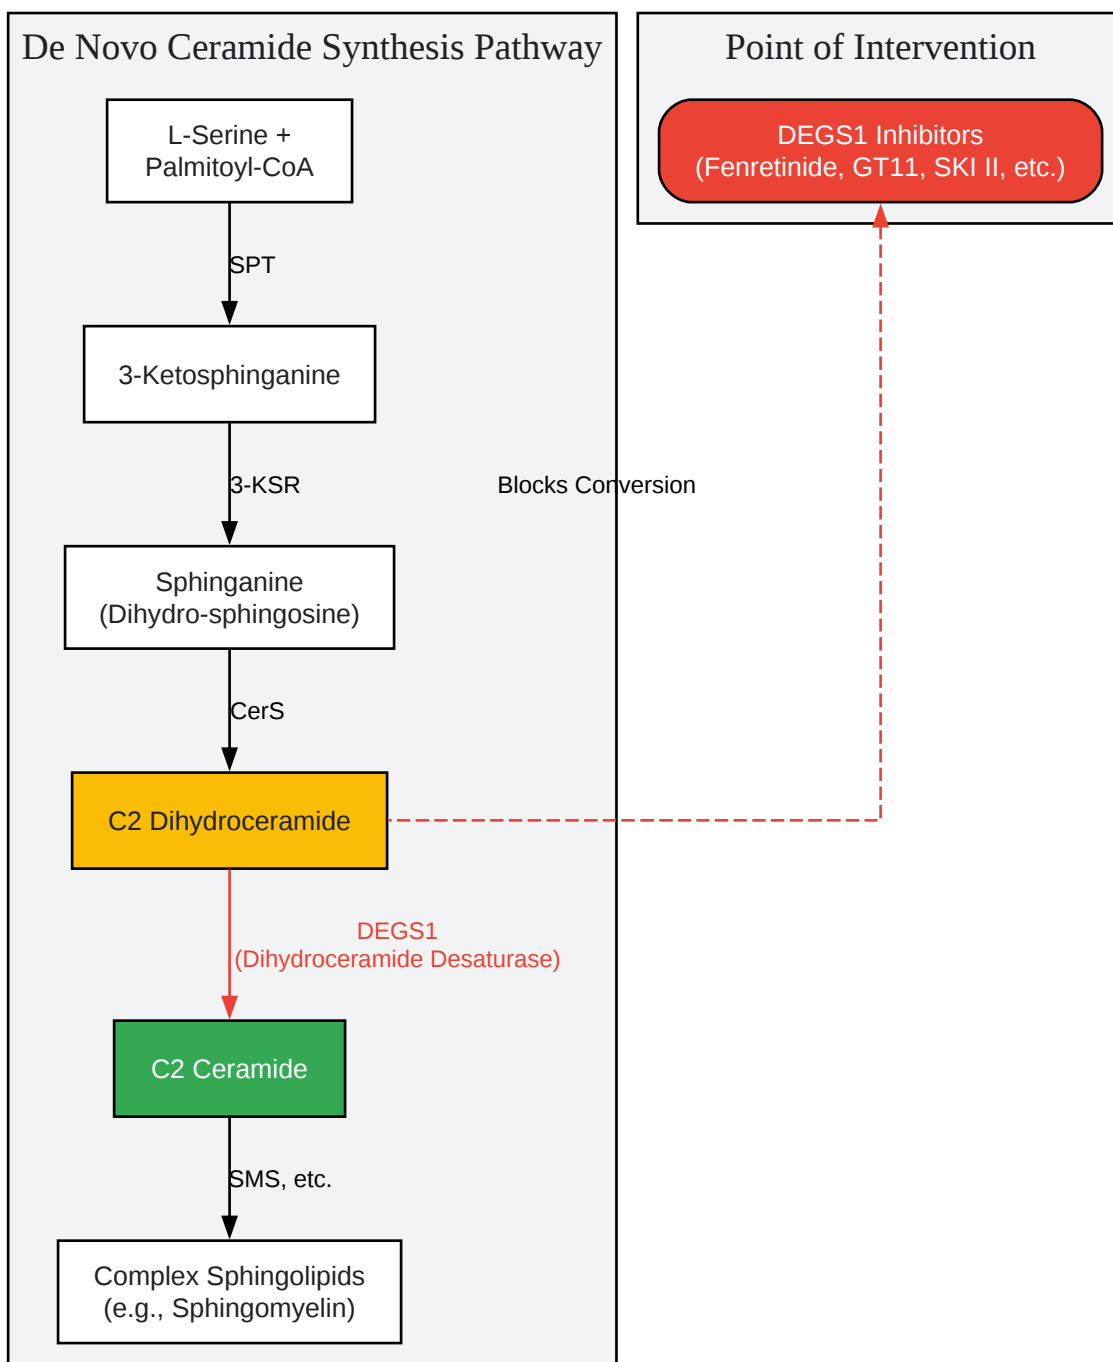 De Novo Ceramide Synthesis Pathway
L-Serine +
Palmitoyl-CoA
SPT
3-Ketosphinganine
3-KSR
Sphinganine
(Dihydro-sphingosine)
CerS
C2 Dihydroceramide
DEGS1
(Dihydroceramide Desaturase)
C2 Ceramide
SMS, etc.
Complex Sphingolipids
(e.g., Sphingomyelin)
Blocks Conversion
Point of Intervention
DEGS1 Inhibitors
(Fenretinide, GT11, SKI II, etc.)